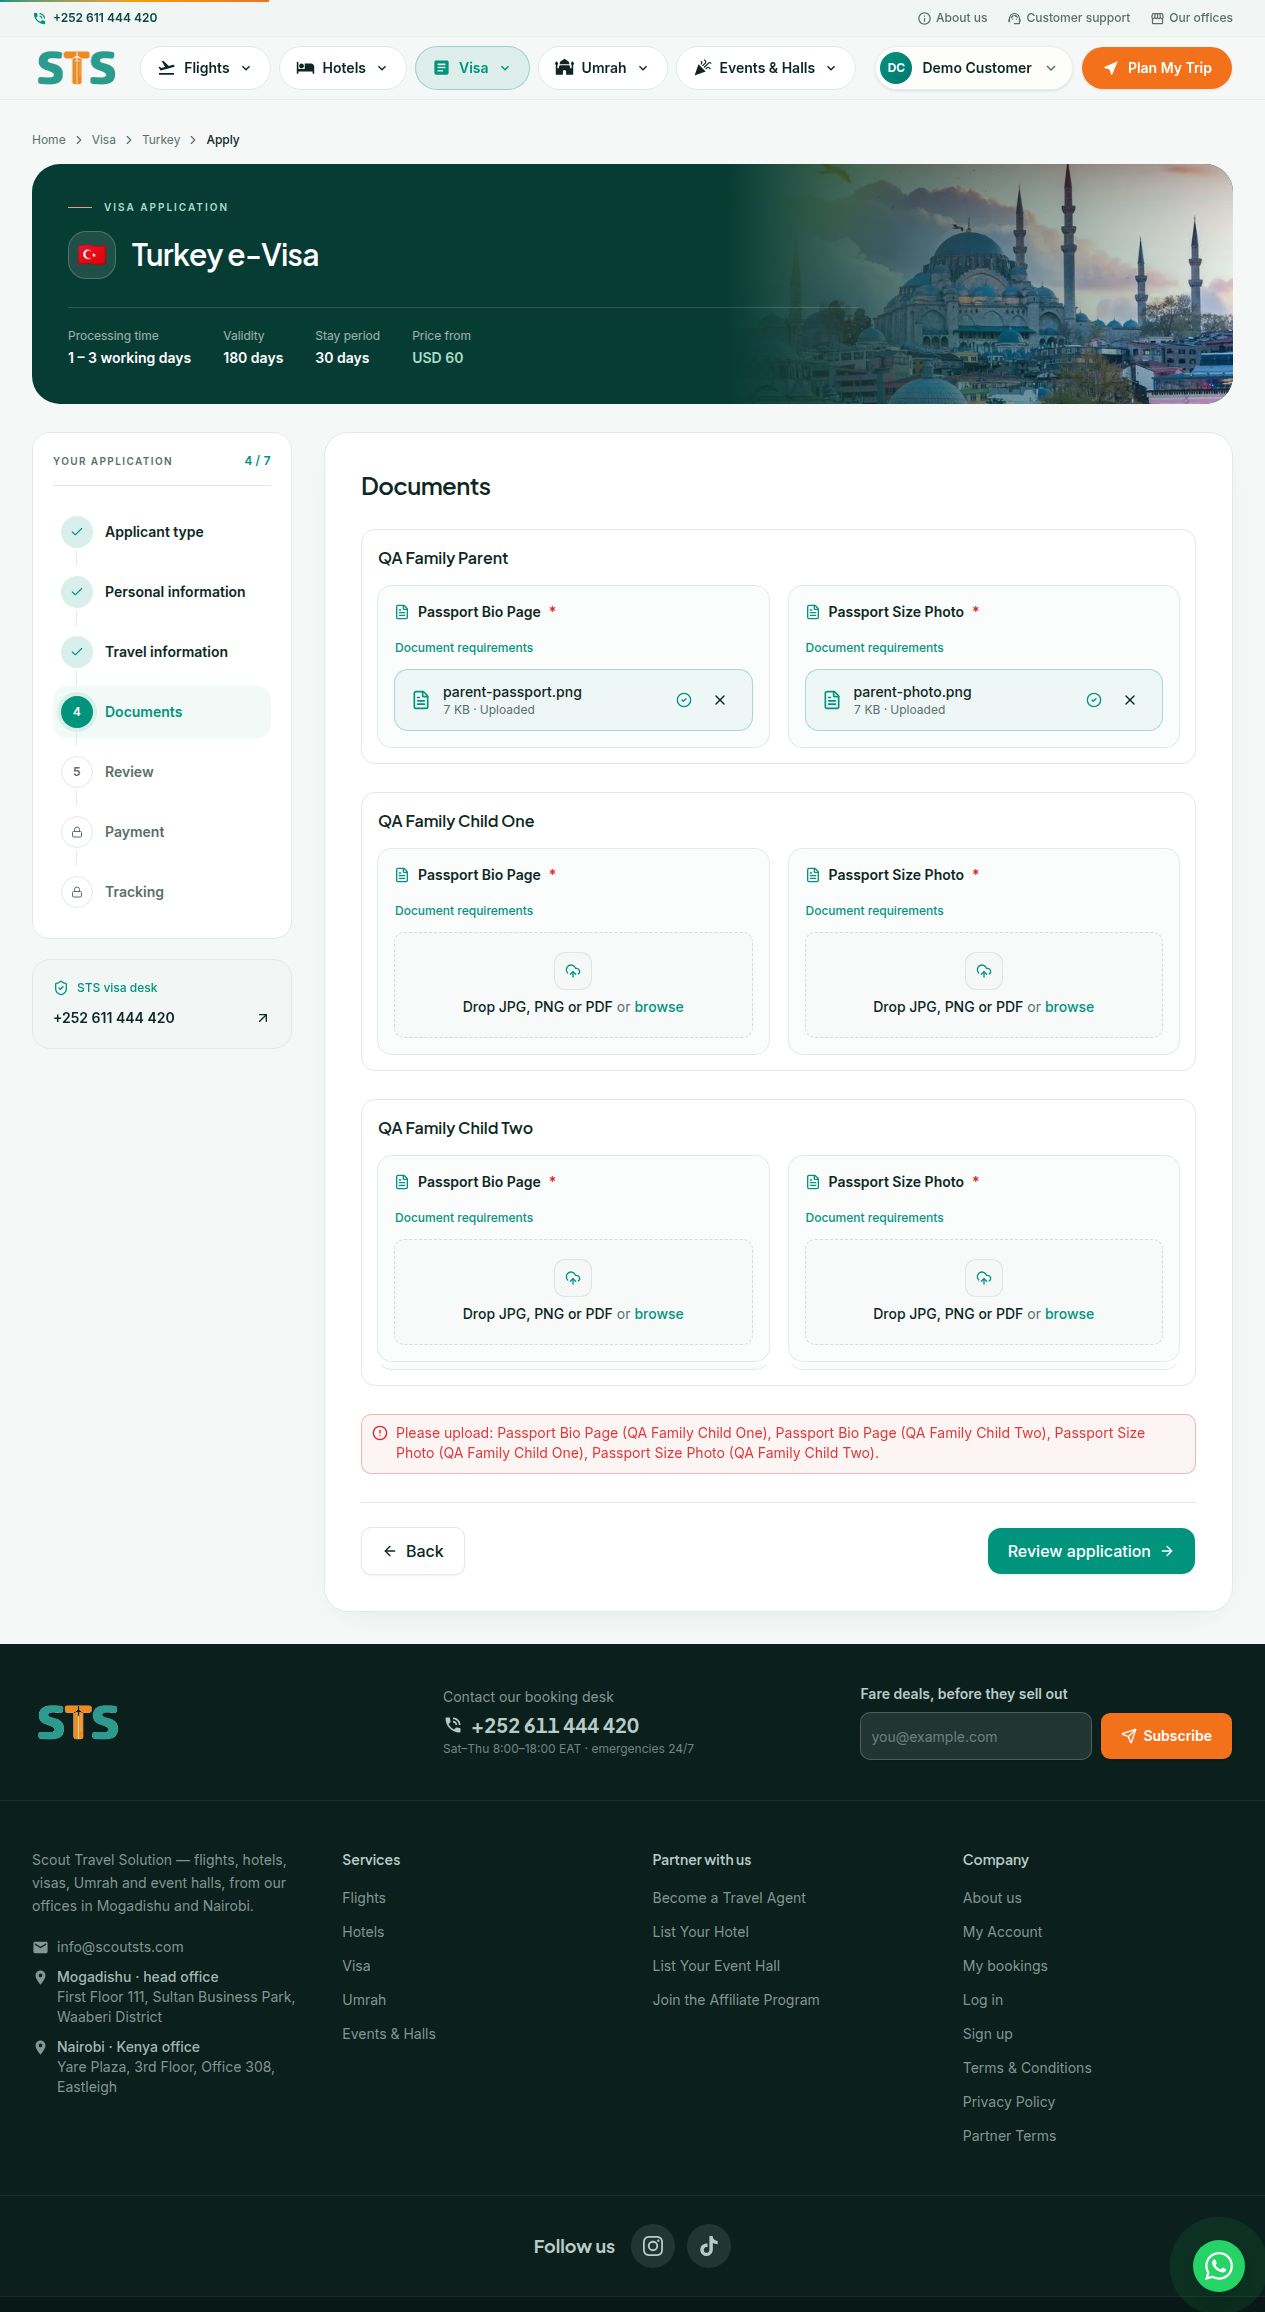 +252 611 444 420
About us
Customer support
Our offices
STS
Flights
Hotels
Visa
Umrah
Events & Halls
DC
Demo Customer
Plan My Trip
Home
Visa
Turkey
Apply
VISA APPLICATION
Turkey e-Visa
Processing time
Validity
Stay period
Price from
1 – 3 working days
180 days
30 days
USD 60
YOUR APPLICATION
4 / 7
Applicant type
Personal information
Travel information
4
Documents
5
Review
Payment
Tracking
STS visa desk
+252 611 444 420
Documents
QA Family Parent
Passport Bio Page *
Document requirements
parent-passport.png
7 KB · Uploaded
Passport Size Photo *
Document requirements
parent-photo.png
7 KB · Uploaded
QA Family Child One
Passport Bio Page *
Document requirements
Drop JPG, PNG or PDF or browse
Passport Size Photo *
Document requirements
Drop JPG, PNG or PDF or browse
QA Family Child Two
Passport Bio Page *
Document requirements
Drop JPG, PNG or PDF or browse
Passport Size Photo *
Document requirements
Drop JPG, PNG or PDF or browse
Please upload: Passport Bio Page (QA Family Child One), Passport Bio Page (QA Family Child Two), Passport Size
Photo (QA Family Child One), Passport Size Photo (QA Family Child Two).
Back
Review application
STS
Contact our booking desk
+252 611 444 420
Sat–Thu 8:00–18:00 EAT · emergencies 24/7
Fare deals, before they sell out
you@example.com
Subscribe
Scout Travel Solution — flights, hotels,
visas, Umrah and event halls, from our
offices in Mogadishu and Nairobi.
info@scoutsts.com
Mogadishu · head office
First Floor 111, Sultan Business Park,
Waaberi District
Nairobi · Kenya office
Yare Plaza, 3rd Floor, Office 308,
Eastleigh
Services
Flights
Hotels
Visa
Umrah
Events & Halls
Partner with us
Become a Travel Agent
List Your Hotel
List Your Event Hall
Join the Affiliate Program
Company
About us
My Account
My bookings
Log in
Sign up
Terms & Conditions
Privacy Policy
Partner Terms
Follow us